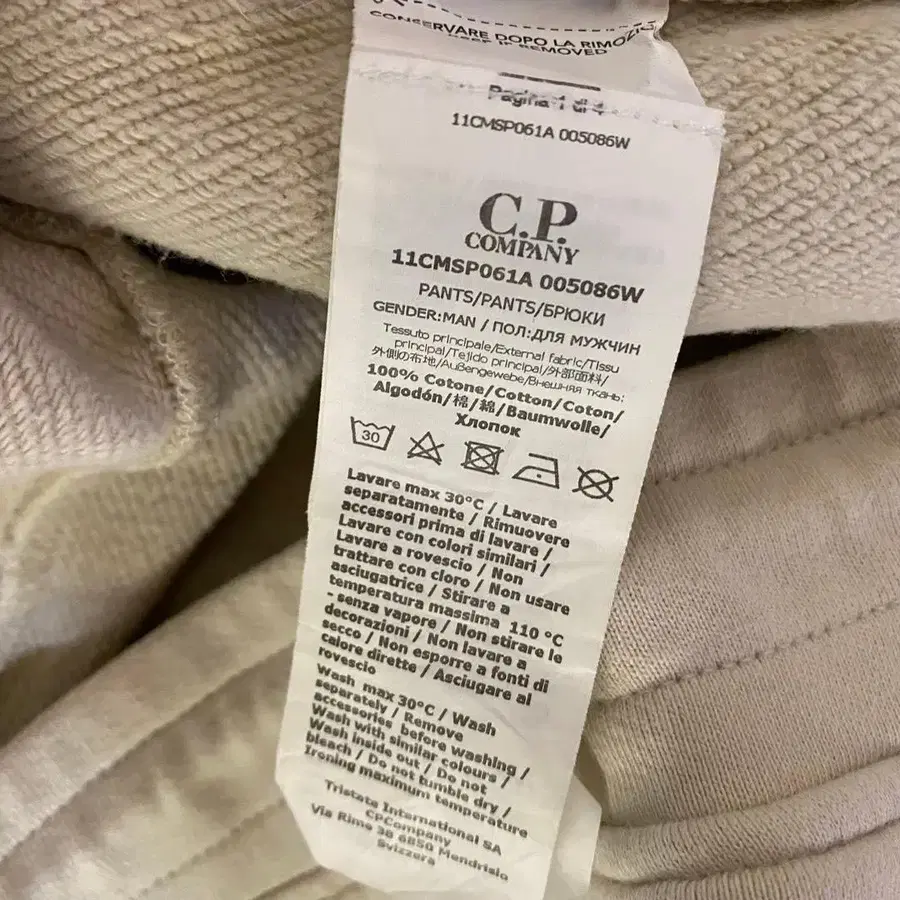 CONSERVARE DOPO LA RIMOZIO
KEEP IF REMOVED
Pagina 1 di 4
11CMSP061A 005086W
C.P.
COMPANY
11CMSP061A 005086W
PANTS/PANTS/БРЮКИ
GENDER:MAN / ПОЛ:ДЛЯ МУЖЧИН
Tessuto principale/External fabric/Tissu
principal/Tejido principal/外部面料/
外側の布地/Außengewebe/Внешняя ткань:
100% Cotone/Cotton/Coton/
Algodón/棉/綿/Baumwolle/
Хлопок
30
Lavare max 30°C / Lavare
separatamente / Rimuovere
accessori prima di lavare /
Lavare con colori similari /
Lavare a rovescio / Non
trattare con cloro / Non usare
asciugatrice / Stirare a
temperatura massima 110 °C
- senza vapore / Non stirare le
decorazioni / Non lavare a
secco / Non esporre a fonti di
calore dirette / Asciugare al
rovescio
Wash max 30°C / Wash
separately / Remove
accessories before washing /
Wash with similar colours /
Wash inside out / Do not
bleach / Do not tumble dry /
Ironing maximum temperature
Tristate International SA
CPCompany
Via Rime 38 6850 Mendrisio
Svizzera